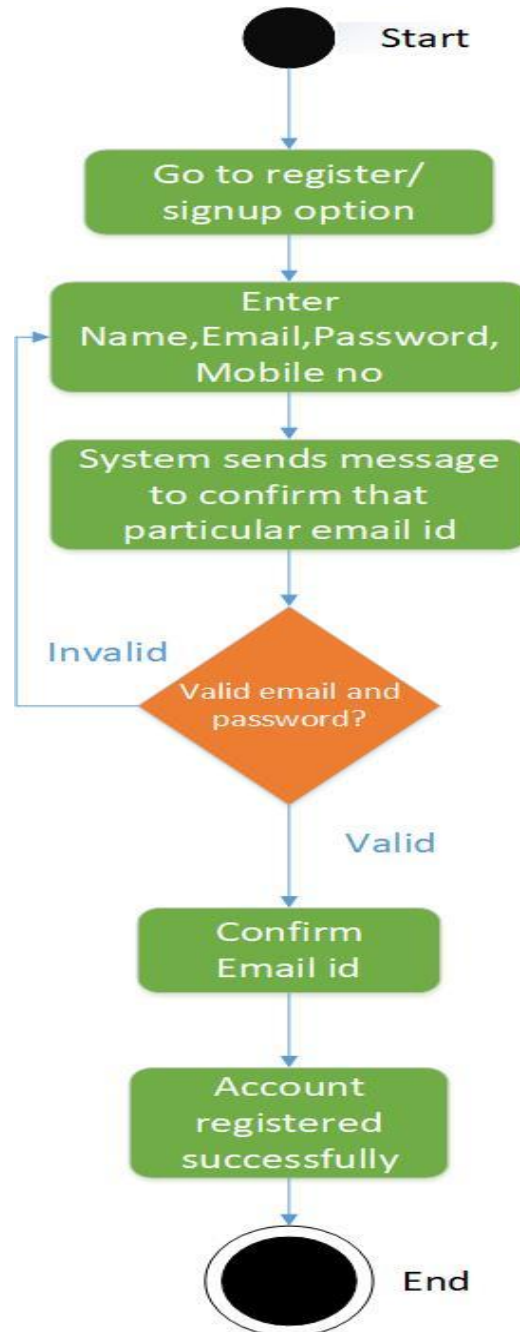 Start
Go to register/
signup option
Enter
Name,Email,Password,
Mobile no
System sends message
to confirm that
particular email id
Invalid
Valid email and
password?
Valid
Confirm
Email id
Account
registered
successfully
End